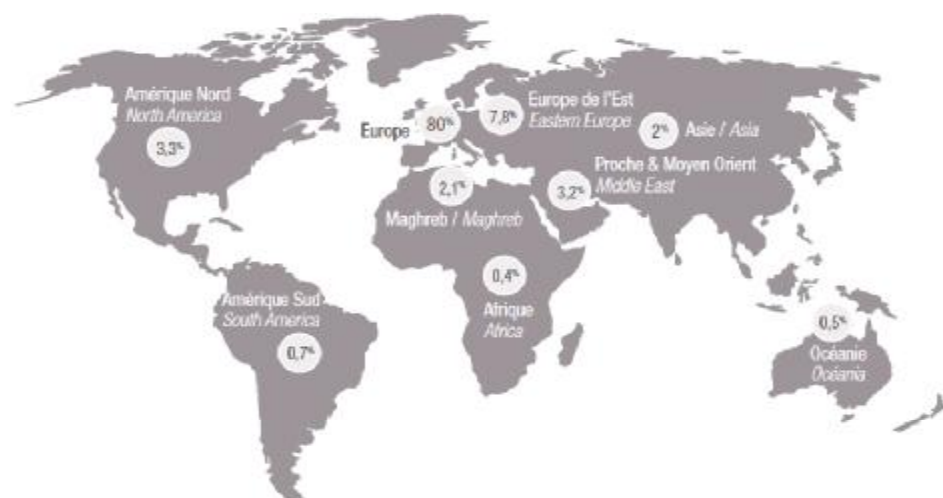 Amérique Nord
North America
3,3%
Europe 80%
7,8%
Europe de l'Est
Eastern Europe
2% Asie / Asia
Proche & Moyen Orient
Middle East
3,2%
2,1%
Maghreb / Maghreb
0,4%
Afrique
Africa
Amérique Sud
South America
0,7%
0,5%
Océanie
Océania